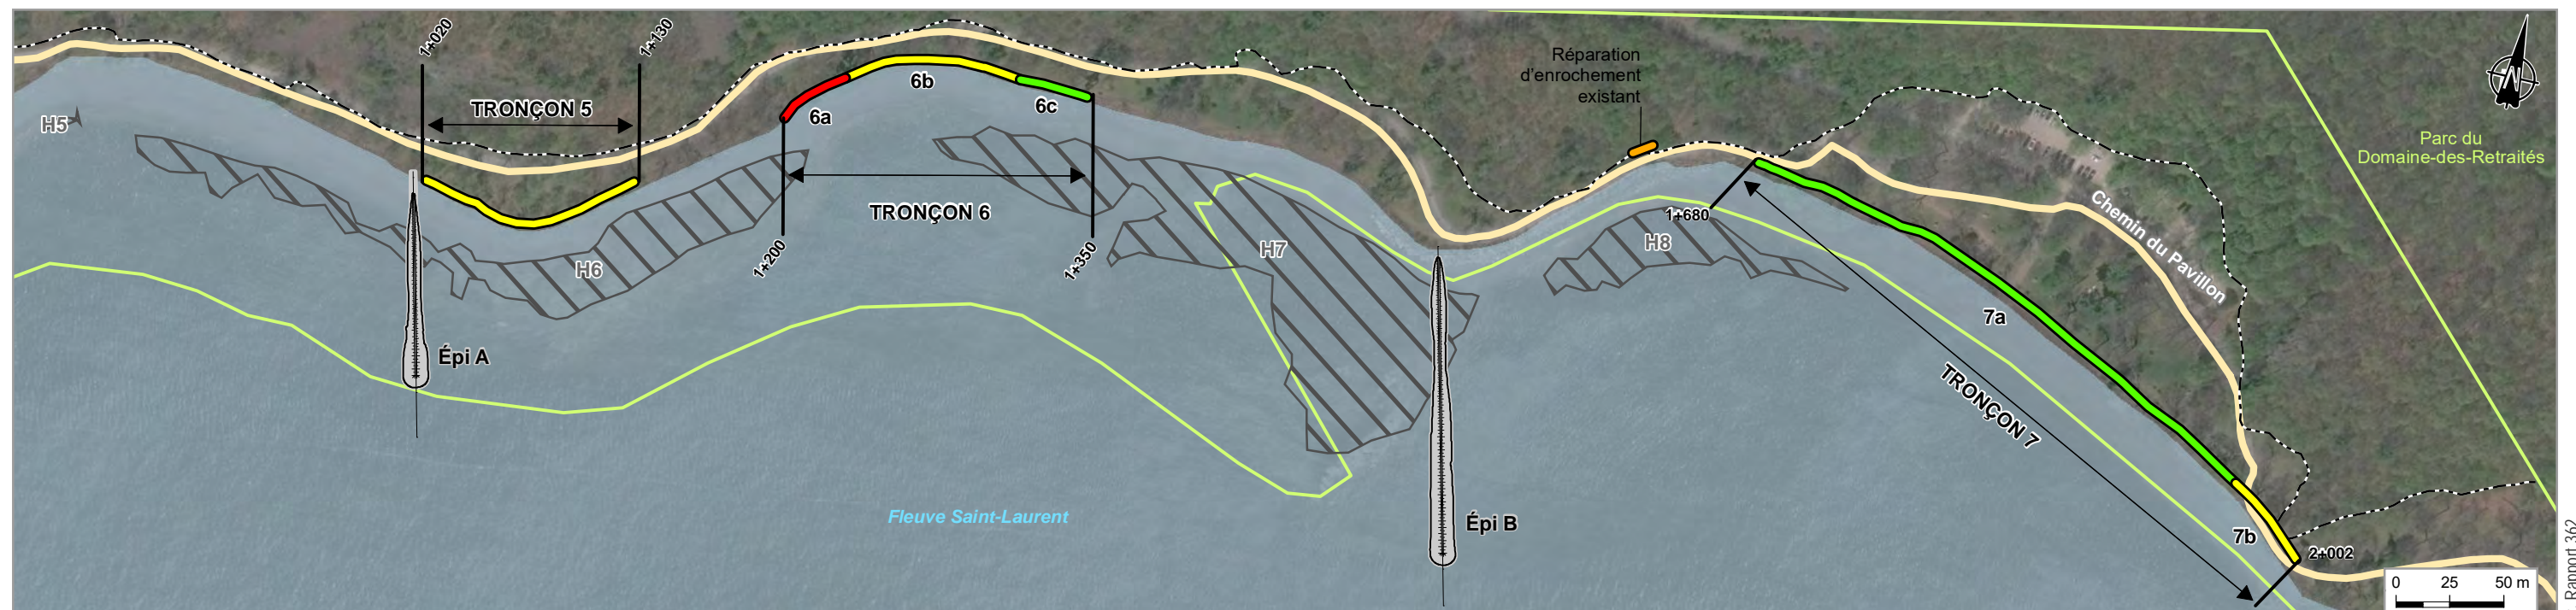 1+020
1+130
H5
TRONÇON 5
6a
6b
6c
Réparation
d'enrochement
existant
N
Parc du
Domaine-des-Retraités
TRONÇON 6
1+200
1+350
H6
H7
H8
1+680
Chemin du Pavillon
7a
Épi A
TRONÇON 7
Fleuve Saint-Laurent
Épi B
7b
2+002
0 25 50 m
Rapport 362